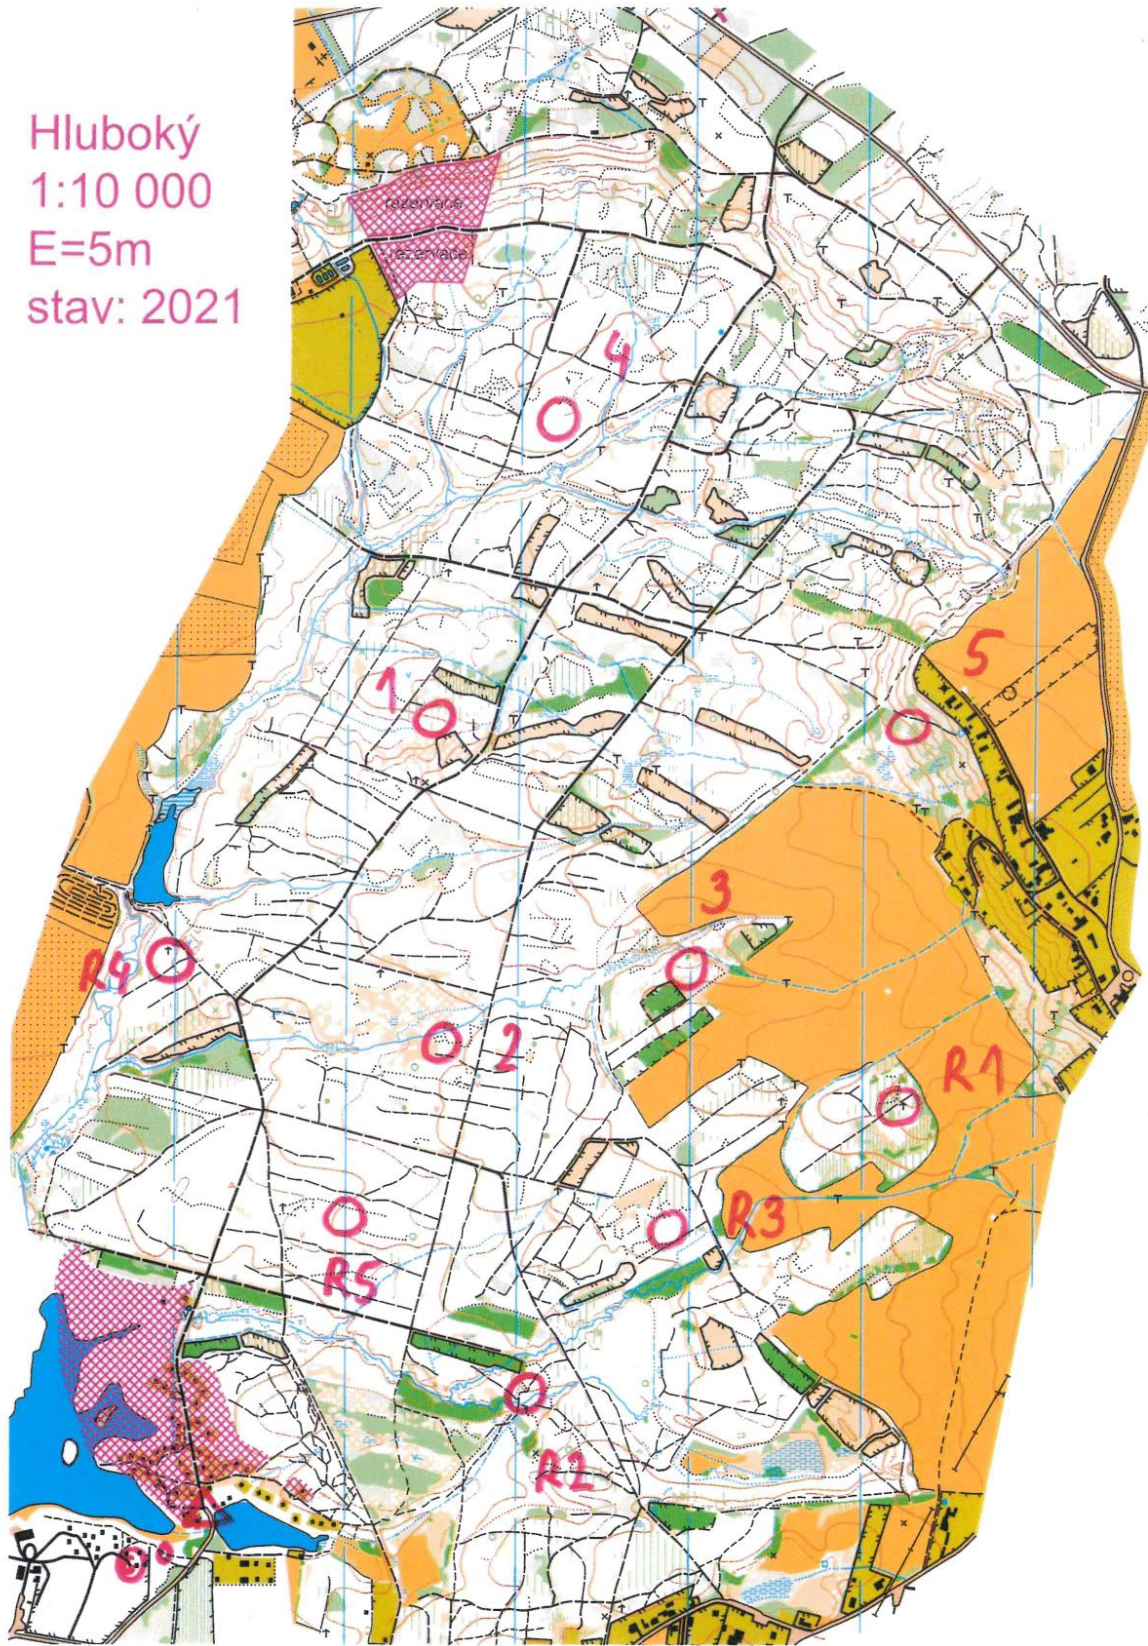 Hluboký
1:10 000
E=5m
stav: 2021
rezervace
rezervace
4
5
1
3
R4
2
R1
R3
R5
R2